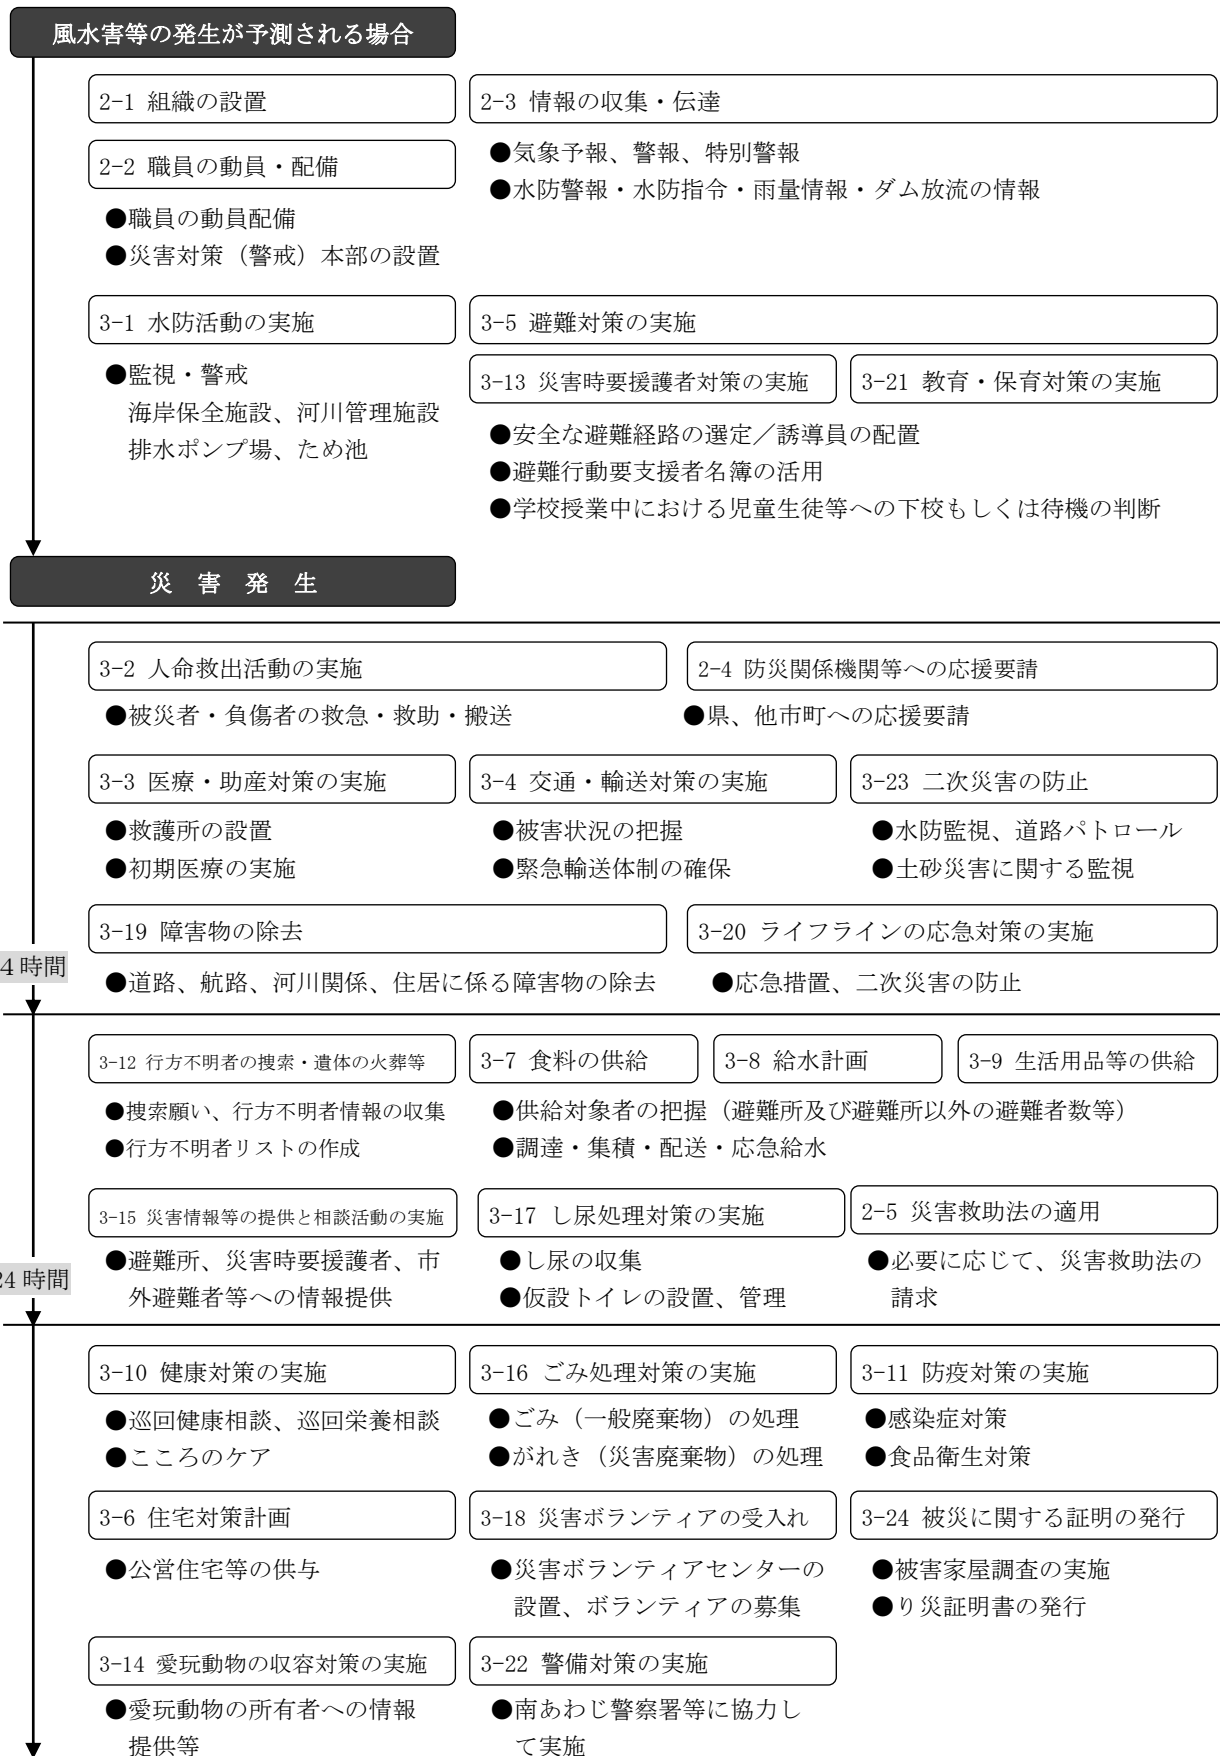 風水害等の発生が予測される場合
2-1 組織の設置
2-3 情報の収集・伝達
2-2 職員の動員・配備
●気象予報、警報、特別警報
●水防警報・水防指令・雨量情報・ダム放流の情報
●職員の動員配備
●災害対策（警戒）本部の設置
3-1 水防活動の実施
3-5 避難対策の実施
●監視・警戒
海岸保全施設、河川管理施設
排水ポンプ場、ため池
3-13 災害時要援護者対策の実施
3-21 教育・保育対策の実施
●安全な避難経路の選定／誘導員の配置
●避難行動要支援者名簿の活用
●学校授業中における児童生徒等への下校もしくは待機の判断
災 害 発 生
3-2 人命救出活動の実施
2-4 防災関係機関等への応援要請
●被災者・負傷者の救急・救助・搬送
●県、他市町への応援要請
3-3 医療・助産対策の実施
3-4 交通・輸送対策の実施
3-23 二次災害の防止
●救護所の設置
●初期医療の実施
●被害状況の把握
●緊急輸送体制の確保
●水防監視、道路パトロール
●土砂災害に関する監視
3-19 障害物の除去
3-20 ライフラインの応急対策の実施
4 時間
●道路、航路、河川関係、住居に係る障害物の除去
●応急措置、二次災害の防止
3-12 行方不明者の捜索・遺体の火葬等
3-7 食料の供給
3-8 給水計画
3-9 生活用品等の供給
●捜索願い、行方不明者情報の収集
●行方不明者リストの作成
●供給対象者の把握（避難所及び避難所以外の避難者数等）
●調達・集積・配送・応急給水
3-15 災害情報等の提供と相談活動の実施
3-17 し尿処理対策の実施
2-5 災害救助法の適用
24 時間
●避難所、災害時要援護者、市
外避難者等への情報提供
●し尿の収集
●仮設トイレの設置、管理
●必要に応じて、災害救助法の
請求
3-10 健康対策の実施
3-16 ごみ処理対策の実施
3-11 防疫対策の実施
●巡回健康相談、巡回栄養相談
●こころのケア
●ごみ（一般廃棄物）の処理
●がれき（災害廃棄物）の処理
●感染症対策
●食品衛生対策
3-6 住宅対策計画
3-18 災害ボランティアの受入れ
3-24 被災に関する証明の発行
●公営住宅等の供与
●災害ボランティアセンターの
設置、ボランティアの募集
●被害家屋調査の実施
●り災証明書の発行
3-14 愛玩動物の収容対策の実施
3-22 警備対策の実施
●愛玩動物の所有者への情報
提供等
●南あわじ警察署等に協力し
て実施